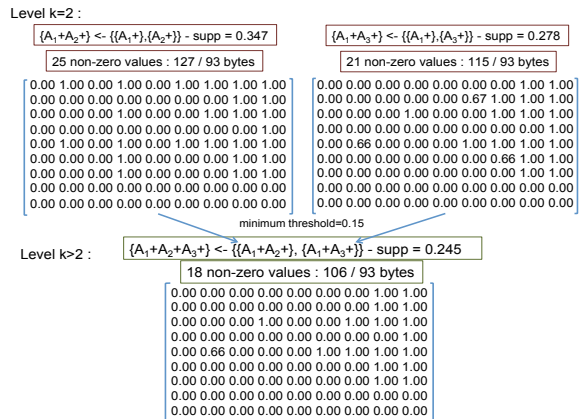 Level k=2 :
{A₁+A₂+} <- {{A₁+},{A₂+}} - supp = 0.347
{A₁+A₃+} <- {{A₁+},{A₃+}} - supp = 0.278
25 non-zero values : 127 / 93 bytes
21 non-zero values : 115 / 93 bytes
0.00 1.00 0.00 1.00 0.00 1.00 1.00 1.00 1.00
0.00 0.00 0.00 1.00 0.00 0.00 0.00 1.00 1.00
0.00 0.00 0.00 1.00 0.00 0.00 1.00 1.00 1.00
0.00 0.00 0.00 0.00 0.00 0.00 0.00 0.00 0.00
0.00 1.00 0.00 1.00 0.00 1.00 1.00 1.00 1.00
0.00 0.00 0.00 1.00 0.00 0.00 0.00 1.00 1.00
0.00 0.00 0.00 1.00 0.00 0.00 0.00 1.00 1.00
0.00 0.00 0.00 0.00 0.00 0.00 0.00 0.00 0.00
0.00 0.00 0.00 0.00 0.00 0.00 0.00 0.00 0.00
0.00 0.00 0.00 0.00 0.00 0.00 0.00 1.00 1.00
0.00 0.00 0.00 0.00 0.00 0.67 1.00 1.00
0.00 0.00 0.00 1.00 0.00 0.00 1.00 1.00 1.00
0.00 0.00 0.00 0.00 0.00 0.00 0.00 0.00 0.00
0.00 0.66 0.00 0.00 0.00 1.00 1.00 1.00 1.00
0.00 0.00 0.00 0.00 0.00 0.00 0.66 1.00 1.00
0.00 0.00 0.00 0.00 0.00 0.00 0.00 1.00 1.00
0.00 0.00 0.00 0.00 0.00 0.00 0.00 0.00 0.00
0.00 0.00 0.00 0.00 0.00 0.00 0.00 0.00 0.00
minimum threshold=0.15
Level k>2 :
{A₁+A₂+A₃+} <- {{A₁+A₂+}, {A₁+A₃+}} - supp = 0.245
18 non-zero values : 106 / 93 bytes
0.00 0.00 0.00 0.00 0.00 0.00 0.00 1.00 1.00
0.00 0.00 0.00 0.00 0.00 0.00 1.00 1.00
0.00 0.00 0.00 1.00 0.00 0.00 1.00 1.00 1.00
0.00 0.00 0.00 0.00 0.00 0.00 0.00 0.00 0.00
0.00 0.66 0.00 0.00 0.00 1.00 1.00 1.00 1.00
0.00 0.00 0.00 0.00 0.00 0.00 0.00 1.00 1.00
0.00 0.00 0.00 0.00 0.00 0.00 0.00 1.00 1.00
0.00 0.00 0.00 0.00 0.00 0.00 0.00 0.00 0.00
0.00 0.00 0.00 0.00 0.00 0.00 0.00 0.00 0.00